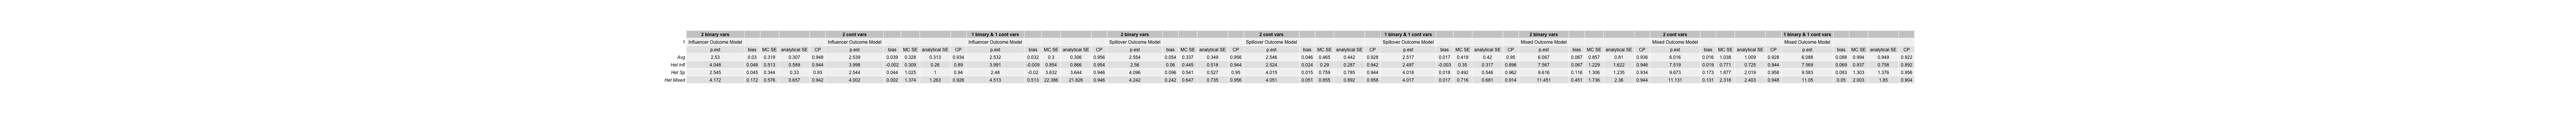 2 binary vars 2 cont vars 1 binary & 1 cont vars 2 binary vars 2 cont vars 1 binary & 1 cont vars 2 binary vars 2 cont vars 1 binary & 1 cont vars
Influencer Outcome Model Influencer Outcome Model Influencer Outcome Model Spillover Outcome Model Spillover Outcome Model Spillover Outcome Model Mixed Outcome Model Mixed Outcome Model Mixed Outcome Model
p.est bias MC SE analytical SE CP p.est bias MC SE analytical SE CP p.est bias MC SE analytical SE CP p.est bias MC SE analytical SE CP p.est bias MC SE analytical SE CP p.est bias MC SE analytical SE CP p.est bias MC SE analytical SE CP p.est bias MC SE analytical SE CP p.est bias MC SE analytical SE CP
Avg 2.53 0.03 0.319 0.307 0.948 2.539 0.039 0.328 0.313 0.934 2.532 0.032 0.3 0.306 0.956 2.554 0.054 0.337 0.349 0.956 2.546 0.046 0.465 0.442 0.928 2.517 0.017 0.419 0.42 0.95 6.067 0.067 0.857 0.81 0.936 6.016 0.016 1.038 1.009 0.928 6.088 0.088 0.994 0.949 0.922
Het Infl 4.048 0.048 0.513 0.589 0.944 3.998 -0.002 0.309 0.26 0.89 3.991 -0.009 0.854 0.866 0.954 2.56 0.06 0.445 0.518 0.944 2.524 0.024 0.29 0.287 0.942 2.497 -0.003 0.35 0.317 0.896 7.567 0.067 1.229 1.622 0.946 7.519 0.019 0.771 0.725 0.944 7.569 0.069 0.937 0.758 0.892
Het Sp 2.545 0.045 0.344 0.33 0.93 2.544 0.044 1.025 1 0.94 2.48 -0.02 3.632 3.644 0.946 4.096 0.096 0.541 0.527 0.95 4.015 0.015 0.759 0.785 0.944 4.018 0.018 0.492 0.546 0.962 9.616 0.116 1.306 1.235 0.934 9.673 0.173 1.877 2.019 0.958 9.583 0.083 1.303 1.376 0.956
Het Mixed 4.172 0.172 0.576 0.657 0.942 4.002 0.002 1.374 1.263 0.926 4.513 0.513 22.386 21.826 0.946 4.242 0.242 0.647 0.735 0.956 4.051 0.051 0.855 0.892 0.958 4.017 0.017 0.716 0.681 0.914 11.451 0.451 1.736 2.36 0.944 11.131 0.131 2.318 2.403 0.948 11.05 0.05 2.003 1.85 0.904